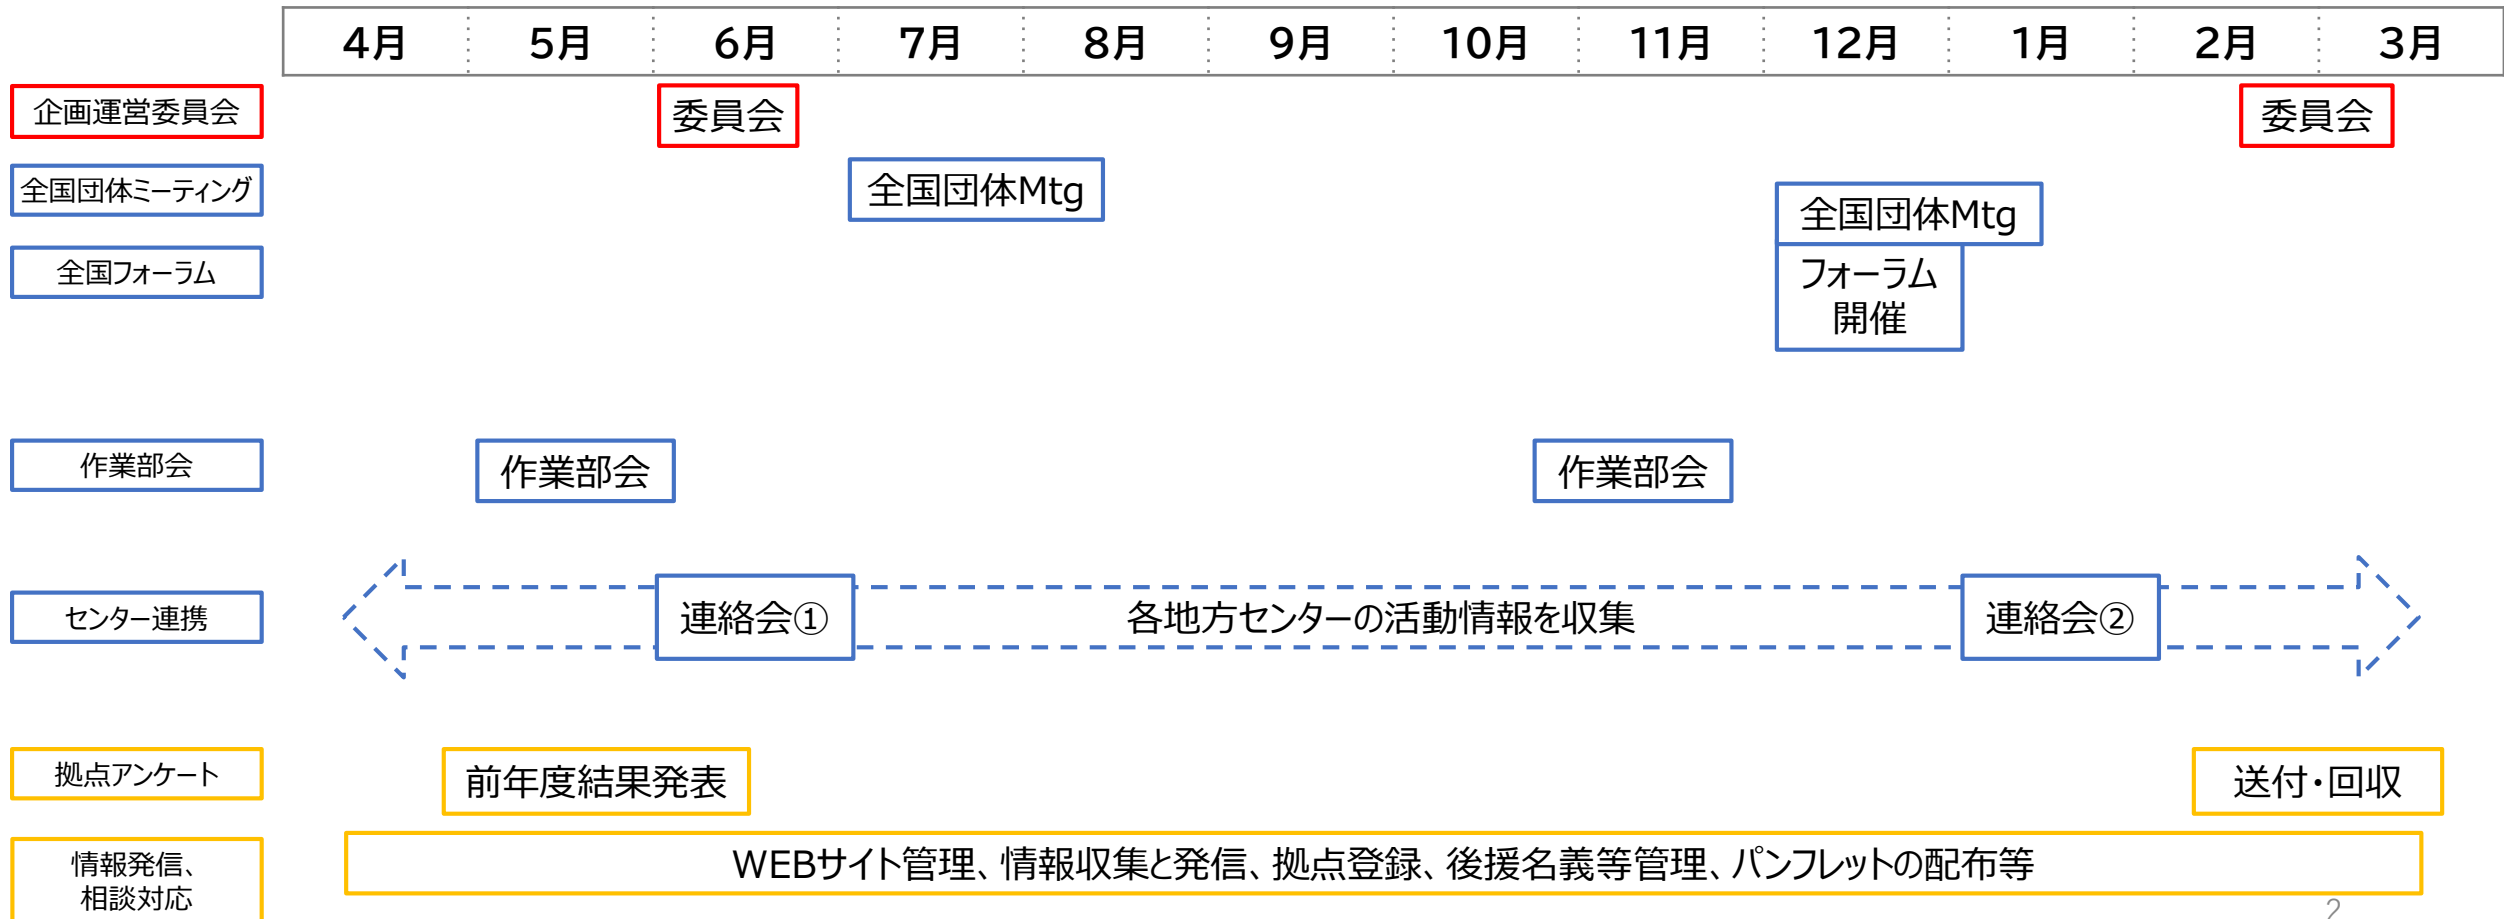 4月 5月 6月 7月 8月 9月 10月 11月 12月 1月 2月 3月
企画運営委員会 委員会 委員会
全国団体ミーティング 全国団体Mtg 全国団体Mtg
全国フォーラム フォーラム
開催
作業部会 作業部会 作業部会
センター連携 連絡会① 各地方センターの活動情報を収集 連絡会②
拠点アンケート 前年度結果発表 送付・回収
情報発信、
相談対応
WEBサイト管理、情報収集と発信、拠点登録、後援名義等管理、パンフレットの配布等
2